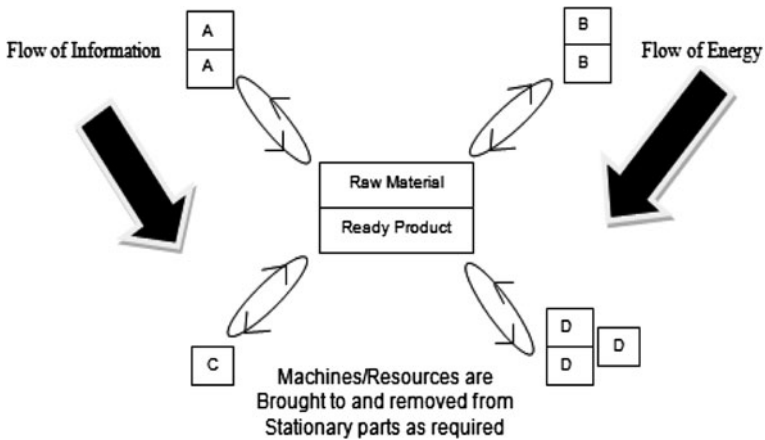 Flow of Information
A
A
B
B
Flow of Energy
Raw Material
Ready Product
C
D
D
D
Machines/Resources are
Brought to and removed from
Stationary parts as required